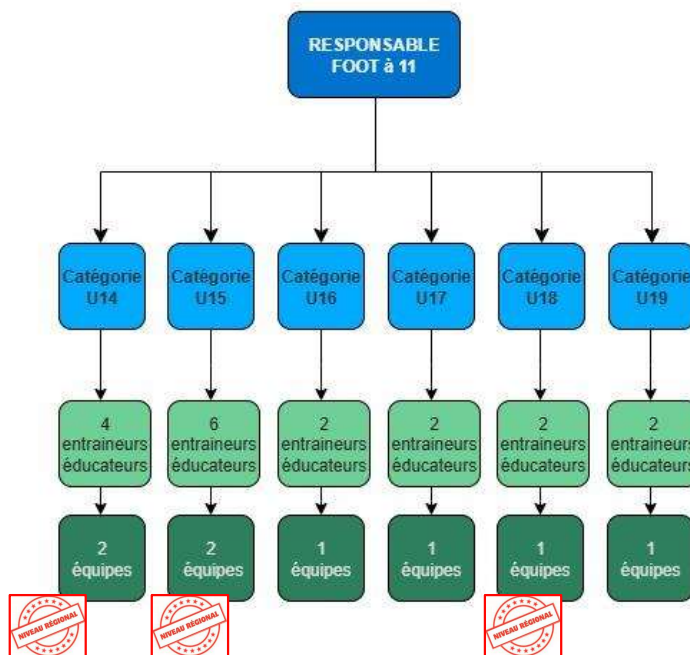 RESPONSABLE
FOOT à 11
Catégorie
U14
Catégorie
U15
Catégorie
U16
Catégorie
U17
Catégorie
U18
Catégorie
U19
4
entraineurs
éducateurs
6
entraineurs
éducateurs
2
entraineurs
éducateurs
2
entraineurs
éducateurs
2
entraineurs
éducateurs
2
entraineurs
éducateurs
2
équipes
2
équipes
1
équipes
1
équipes
1
équipes
1
équipes
NIVEAU RÉGIONAL
NIVEAU RÉGIONAL
NIVEAU RÉGIONAL